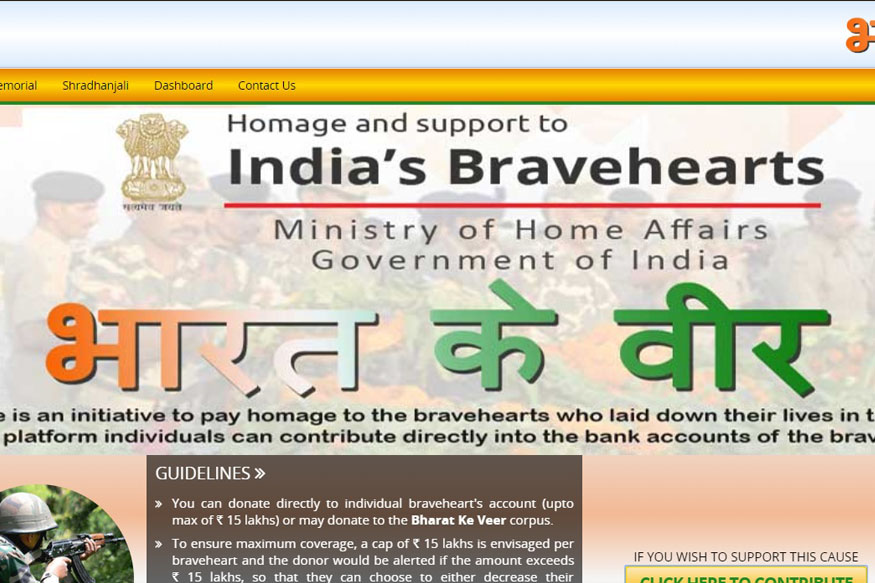 Shradhanjali Dashboard Contact Us
Homage and support to
India's Bravehearts
सत्यमेव जयते
Ministry of Home Affairs
Government of India
भारत के वीर
is an initiative to pay homage to the bravehearts who laid down their lives in
platform individuals can contribute directly into the bank accounts of the
GUIDELINES »
» You can donate directly to individual braveheart's account (upto
max of ₹ 15 lakhs) or may donate to the Bharat Ke Veer corpus.
» To ensure maximum coverage, a cap of ₹ 15 lakhs is envisaged per
braveheart and the donor would be alerted if the amount exceeds
₹ 15 lakhs, so that they can choose to either decrease their
IF YOU WISH TO SUPPORT THIS CAUSE
CLICK HERE TO CONTRIBUTE